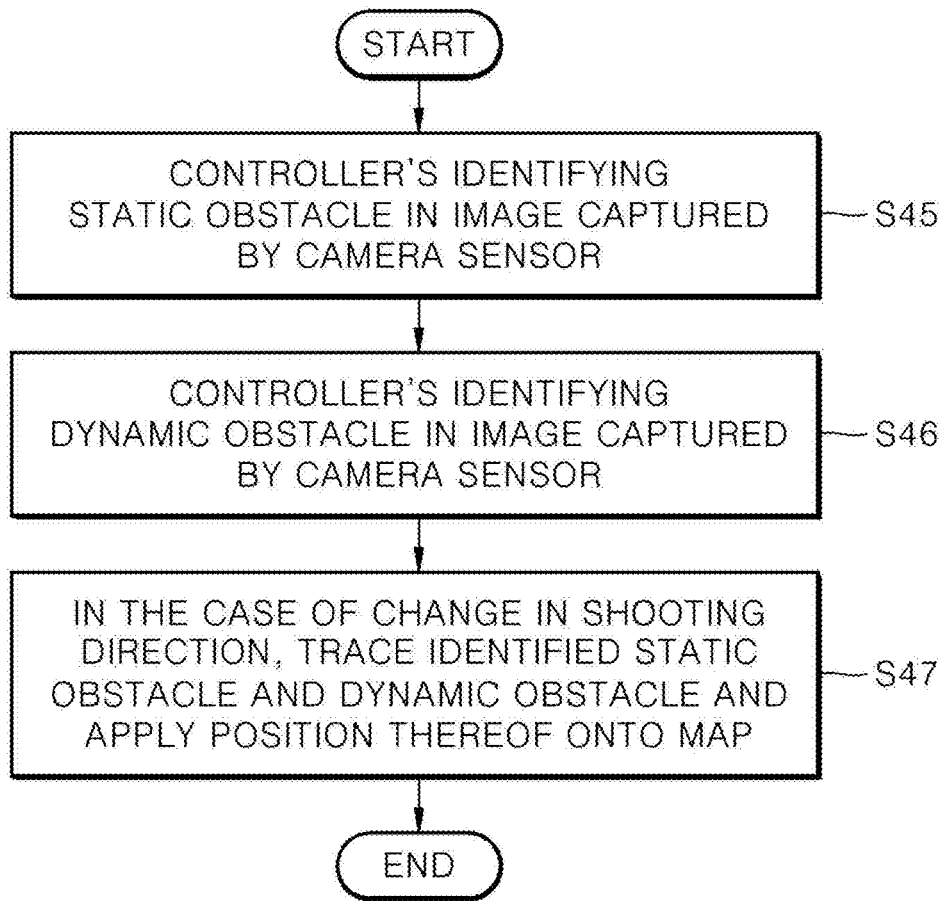 START
CONTROLLER'S IDENTIFYING
STATIC OBSTACLE IN IMAGE CAPTURED
BY CAMERA SENSOR
S45
CONTROLLER'S IDENTIFYING
DYNAMIC OBSTACLE IN IMAGE CAPTURED
BY CAMERA SENSOR
S46
IN THE CASE OF CHANGE IN SHOOTING
DIRECTION, TRACE IDENTIFIED STATIC
OBSTACLE AND DYNAMIC OBSTACLE AND
APPLY POSITION THEREOF ONTO MAP
S47
END